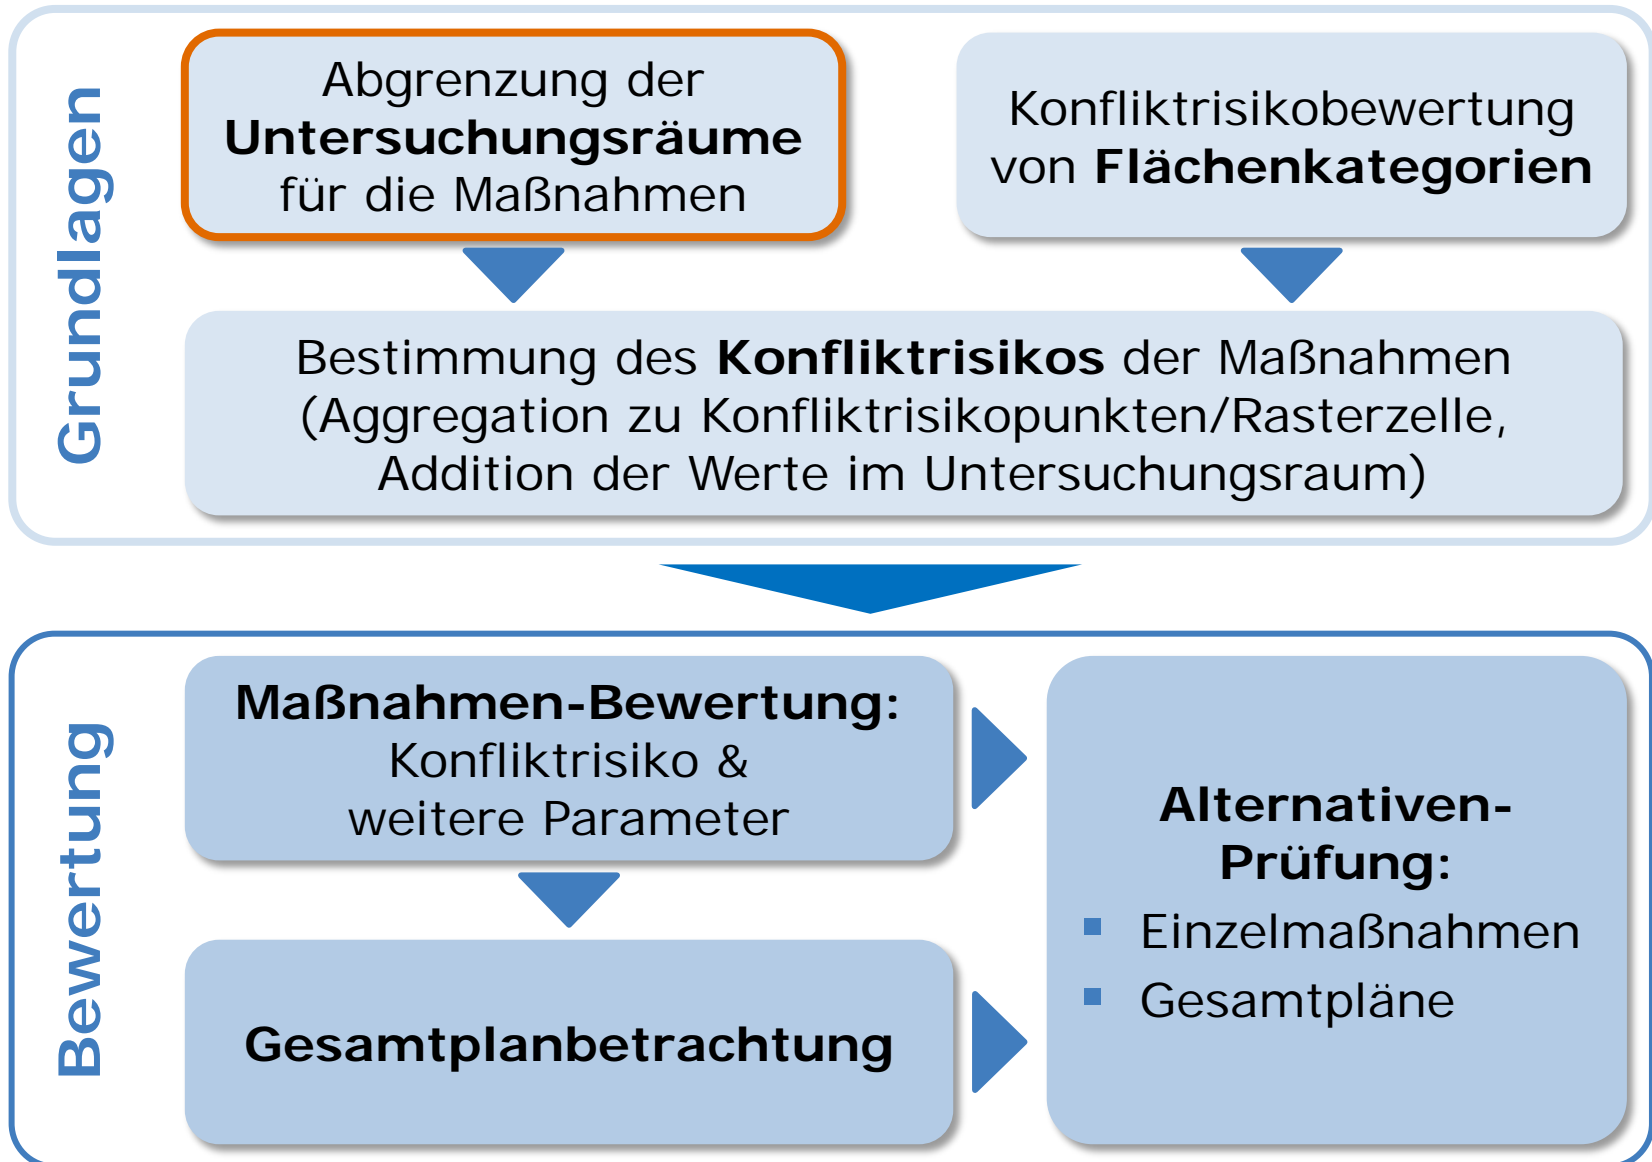 Grundlagen
Abgrenzung der
Untersuchungsräume
für die Maßnahmen
Konfliktrisikobewertung
von Flächenkategorien
Bestimmung des Konfliktrisikos der Maßnahmen
(Aggregation zu Konfliktrisikopunkten/Rasterzelle,
Addition der Werte im Untersuchungsraum)
Bewertung
Maßnahmen-Bewertung:
Konfliktrisiko &
weitere Parameter
Gesamtplanbetrachtung
Alternativen-
Prüfung:
▪ Einzelmaßnahmen
▪ Gesamtpläne